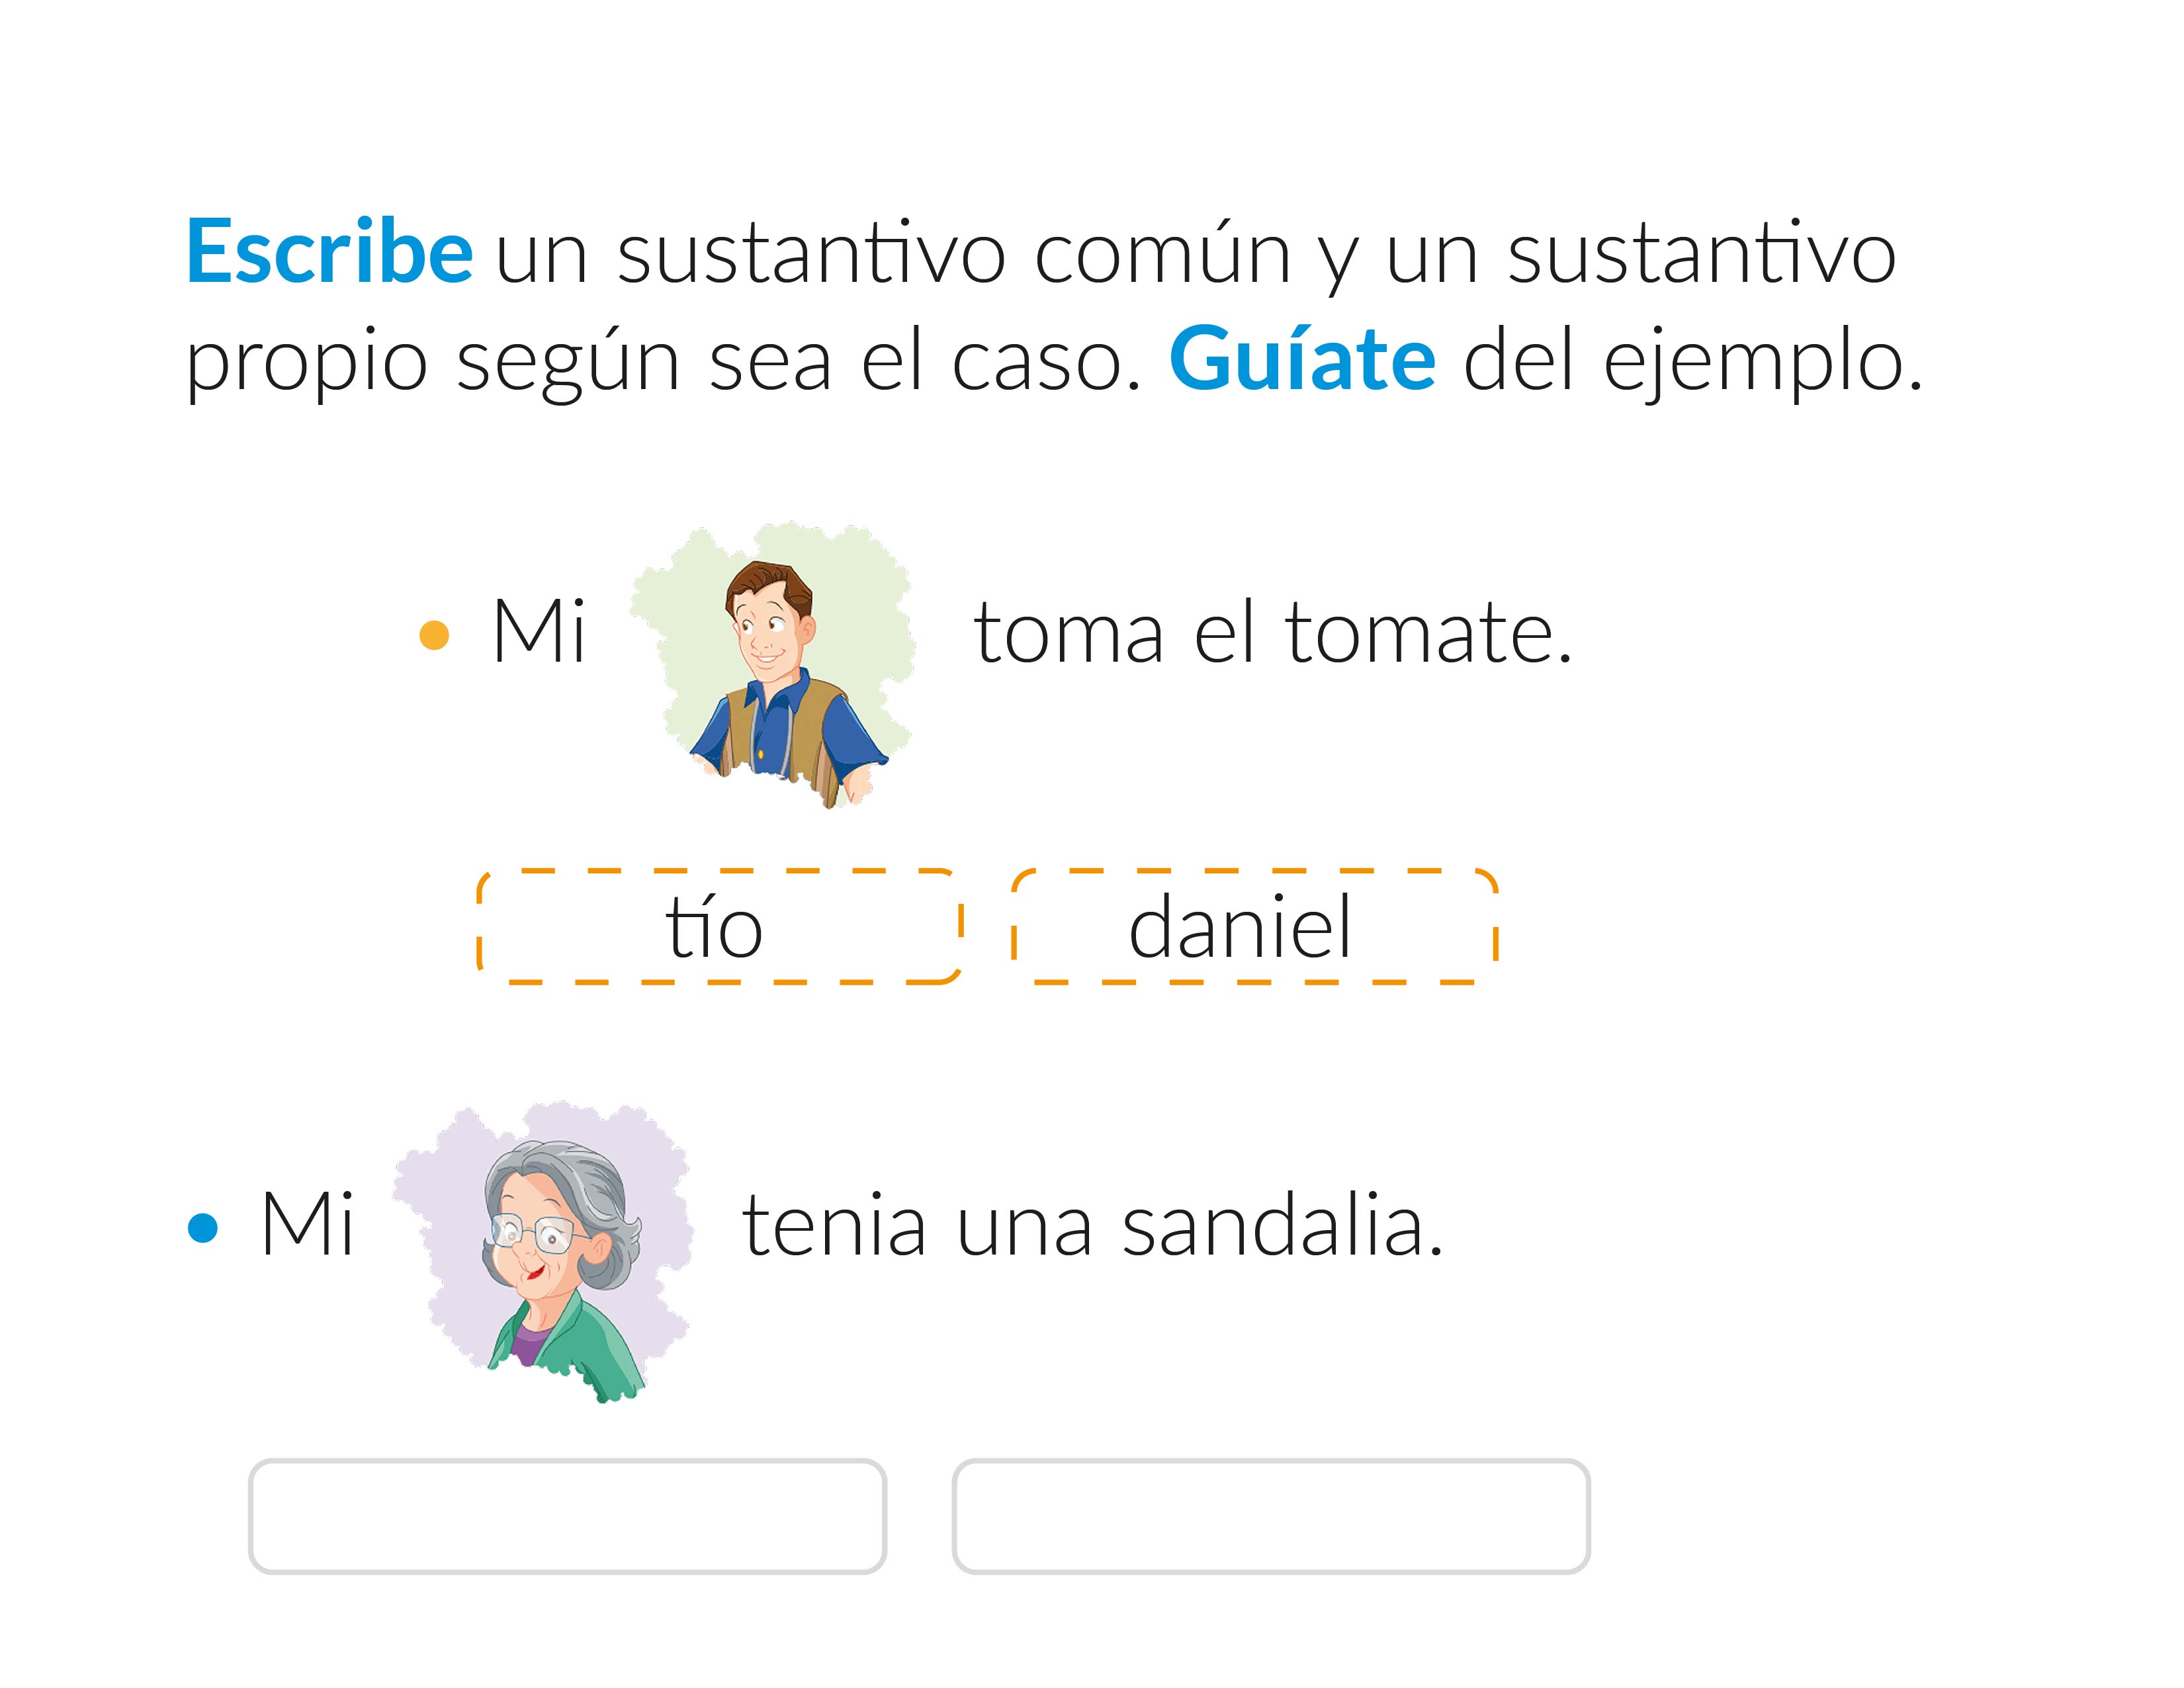 Escribe un sustantivo común y un sustantivo
propio según sea el caso. Guíate del ejemplo.
• Mi toma el tomate.
tío daniel
• Mi tenia una sandalia.